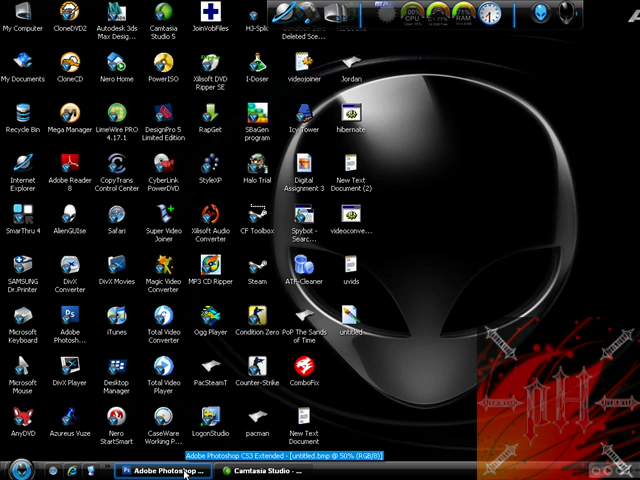 My Computer
CloneDVD2
Autodesk 3ds
Max Desig...
Camtasia
Studio 5
JoinVobFiles
HJ-Split
Deleted Sce...
My Documents
CloneCD
Nero Home
PowerISO
Xilisoft DVD
Ripper SE
I-Doser
videojoiner
Jordan
Recycle Bin
Mega Manager
LimeWire PRO
4.17.1
DesignPro 5
Limited Edition
RapGet
SBaGen
program
Icy Tower
hibernate
Internet
Explorer
Adobe Reader
8
CopyTrans
Control Center
CyberLink
PowerDVD
StyleXP
Halo Trial
Digital
Assignment 3
New Text
Document (2)
SmarThru 4
AlienGUIse
Safari
Super Video
Joiner
Xilisoft Audio
Converter
CF Toolbox
Spybot -
Searc...
videoconve...
SAMSUNG
Dr.Printer
DivX
Converter
DivX Movies
Magic Video
Converter
MP3 CD Ripper
Steam
ATF-Cleaner
uvids
Microsoft
Keyboard
Adobe
Photosh...
iTunes
Total Video
Converter
Ogg Player
Condition Zero
PoP The Sands
of Time
untitled
Microsoft
Mouse
DivX Player
Desktop
Manager
Total Video
Player
PacSteamT
Counter-Strike
ComboFix
AnyDVD
Azureus Vuze
Nero
StartSmart
CaseWare
Working P...
LogonStudio
pacman
New Text
Document
CPU
RAM
nH
Adobe Photoshop CS3 Extended - [untitled.bmp @ 50% (RGB/8)]
Adobe Photoshop ...
Camtasia Studio - ...